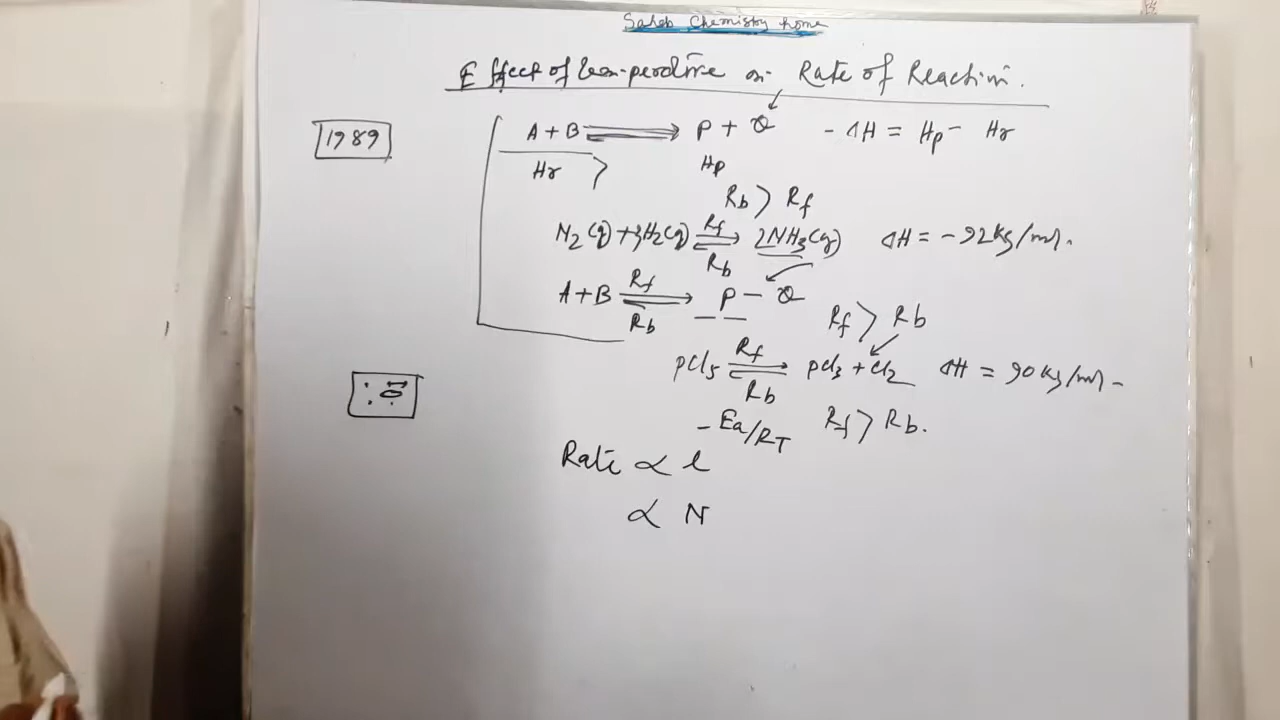 Saheb Chemistry home
Effect of temperature on Rate of Reaction.
1989
A + B ⇌ P + Q - ΔH = Hp - Hr
Hr > Hp
Rb > Rf
N2(g) + 3H2(g) ⇌ 2NH3(g) ΔH = -92 kJ/mol.
Rf
Rb
A + B ⇌ P - Q
Rf
Rb
Rf > Rb
PCl5 ⇌ PCl3 + Cl2 ΔH = 90 kJ/mol -
Rf
Rb
Rf > Rb.
Rate ∝ e -Ea/RT
∝ N